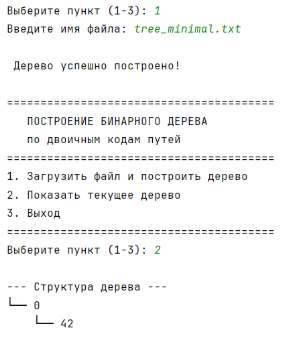 Выберите пункт (1-3): 1
Введите имя файла: tree_minimal.txt
Дерево успешно построено!
========================================
ПОСТРОЕНИЕ БИНАРНОГО ДЕРЕВА
по двоичным кодам путей
========================================
1. Загрузить файл и построить дерево
2. Показать текущее дерево
3. Выход
========================================
Выберите пункт (1-3): 2
--- Структура дерева ---
└── 0
    └── 42